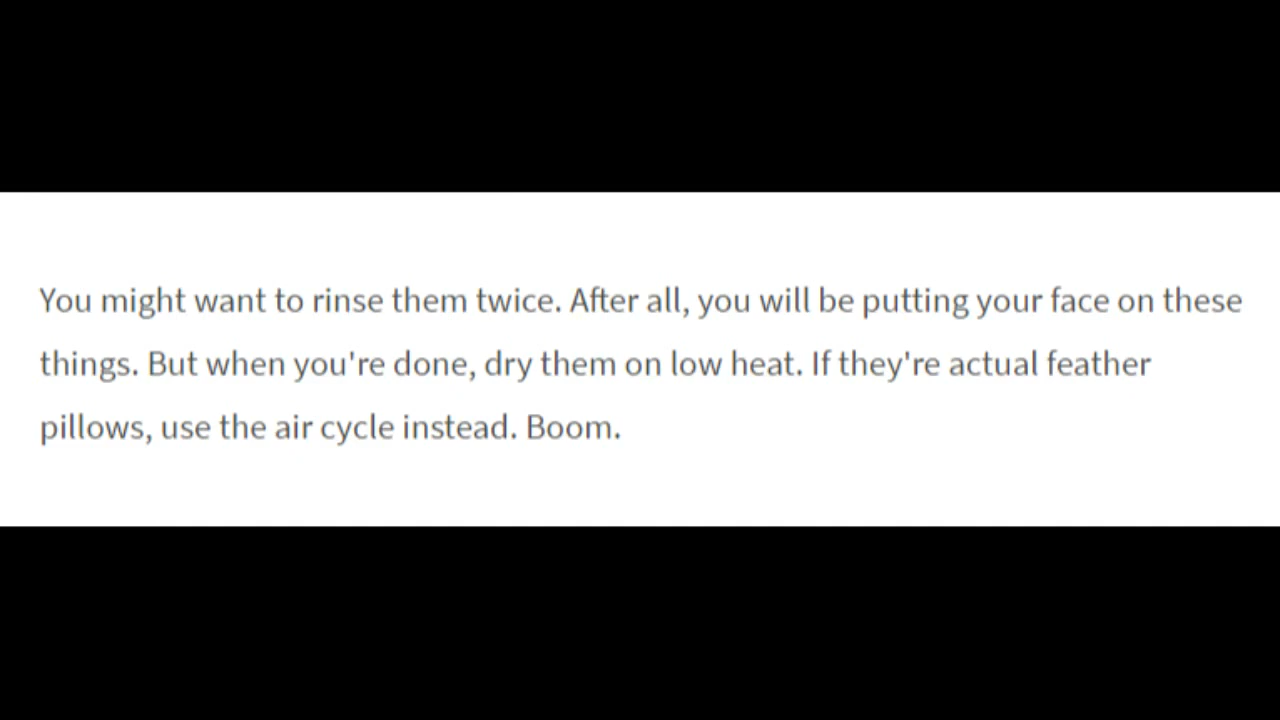 You might want to rinse them twice. After all, you will be putting your face on these
things. But when you're done, dry them on low heat. If they're actual feather
pillows, use the air cycle instead. Boom.